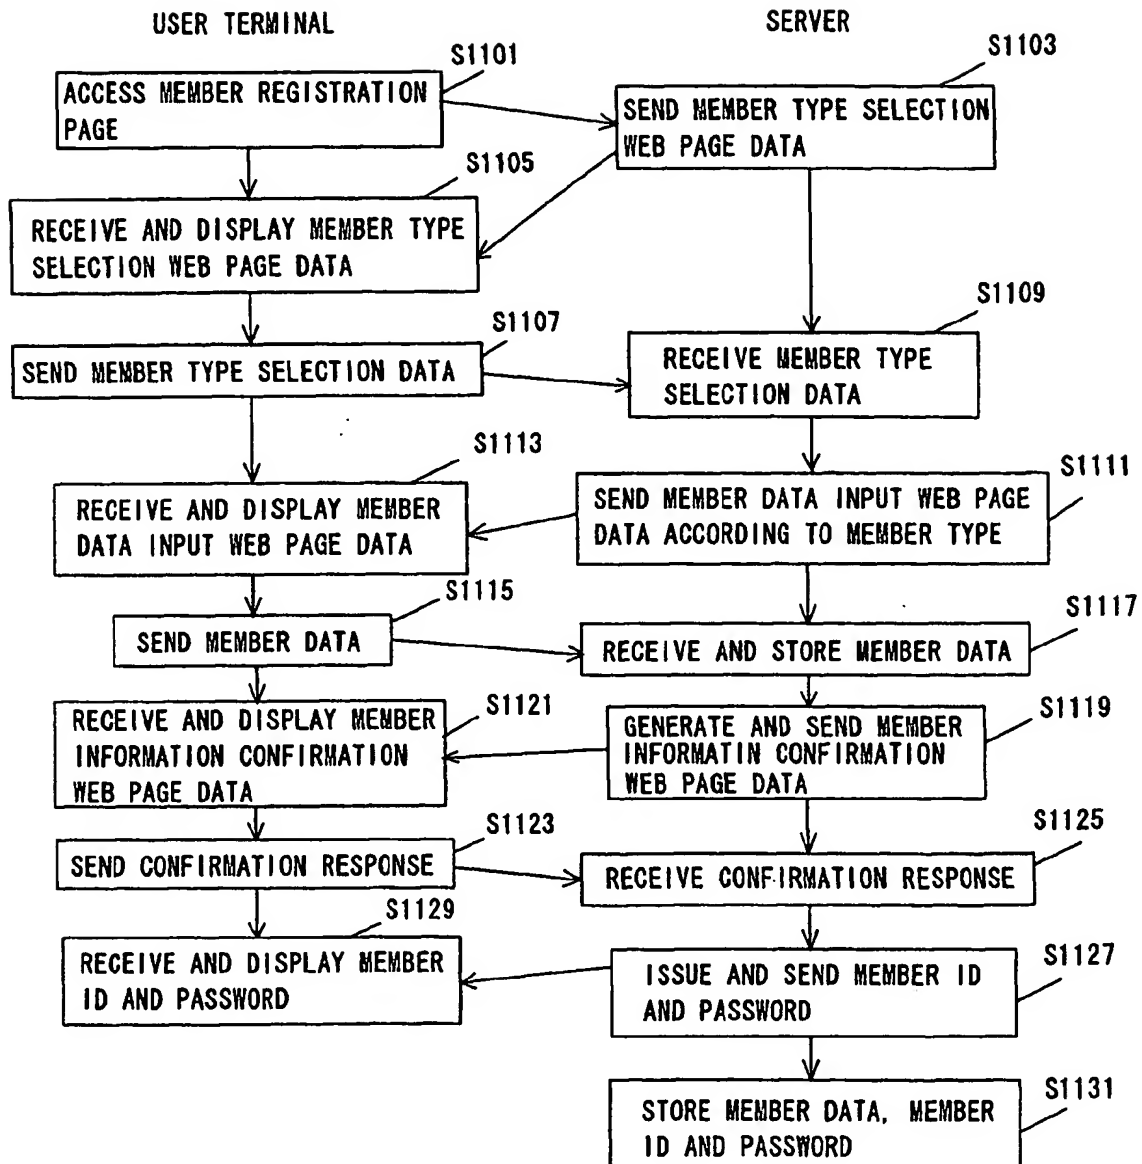 USER TERMINAL
SERVER
S1101
ACCESS MEMBER REGISTRATION
PAGE
S1103
SEND MEMBER TYPE SELECTION
WEB PAGE DATA
S1105
RECEIVE AND DISPLAY MEMBER TYPE
SELECTION WEB PAGE DATA
S1107
SEND MEMBER TYPE SELECTION DATA
S1109
RECEIVE MEMBER TYPE
SELECTION DATA
S1111
SEND MEMBER DATA INPUT WEB PAGE
DATA ACCORDING TO MEMBER TYPE
S1113
RECEIVE AND DISPLAY MEMBER
DATA INPUT WEB PAGE DATA
S1115
SEND MEMBER DATA
S1117
RECEIVE AND STORE MEMBER DATA
S1119
GENERATE AND SEND MEMBER
INFORMATIN CONFIRMATION
WEB PAGE DATA
S1121
RECEIVE AND DISPLAY MEMBER
INFORMATION CONFIRMATION
WEB PAGE DATA
S1123
SEND CONFIRMATION RESPONSE
S1125
RECEIVE CONFIRMATION RESPONSE
S1127
ISSUE AND SEND MEMBER ID
AND PASSWORD
S1129
RECEIVE AND DISPLAY MEMBER
ID AND PASSWORD
S1131
STORE MEMBER DATA, MEMBER
ID AND PASSWORD